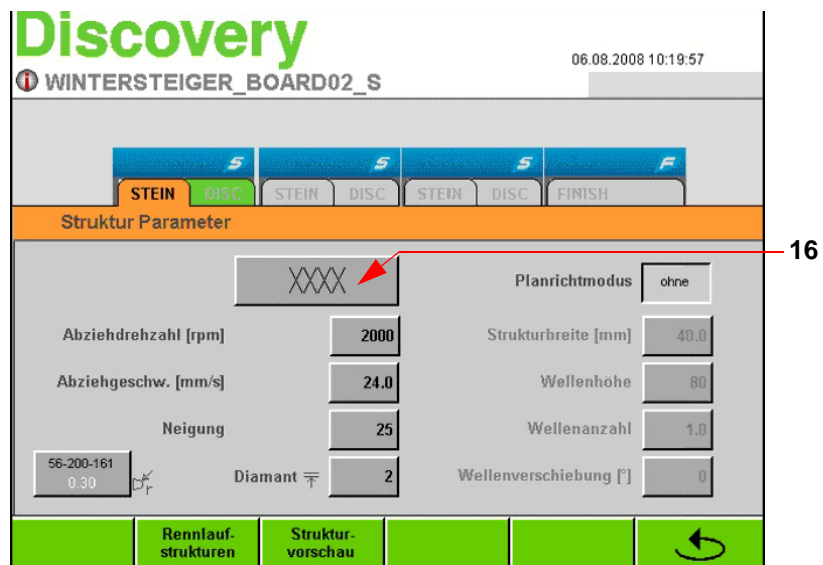 Discovery
06.08.2008 10:19:57
WINTERSTEIGER_BOARD02_S
S S S F
STEIN DISC STEIN DISC STEIN DISC FINISH
Struktur Parameter
16
XXXX Planrichtmodus ohne
Abziehdrehzahl [rpm] 2000 Strukturbreite [mm] 40.0
Abziehgeschw. [mm/s] 24.0 Wellenhöhe 80
Neigung 25 Wellenanzahl 1.0
56-200-161
0.30 r Diamant 2 Wellenverschiebung [°] 0
Rennlauf- Struktur-
strukturen vorschau